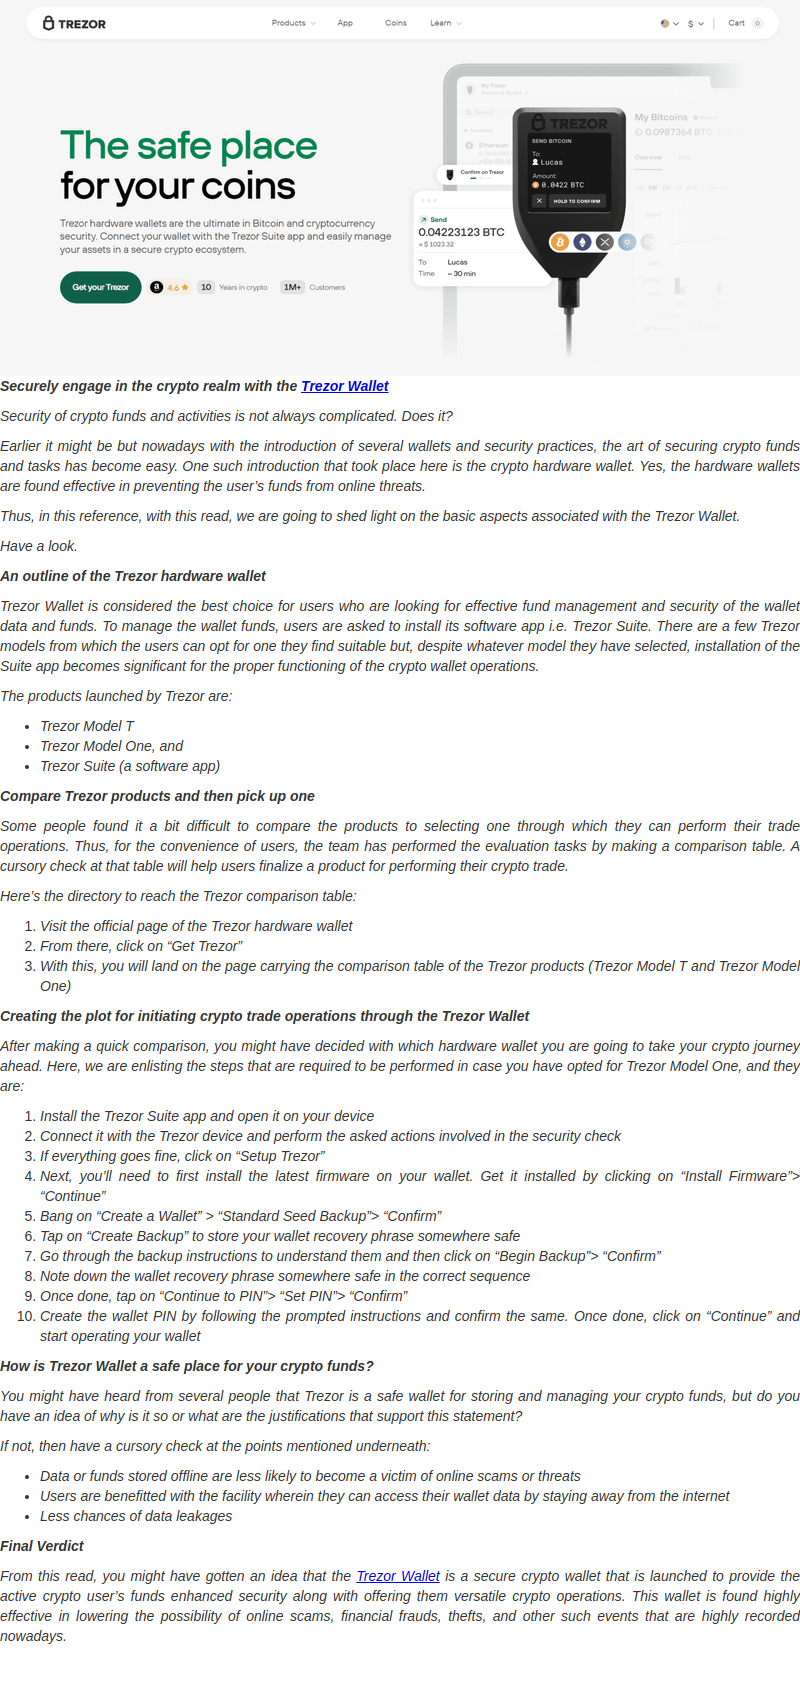 TREZOR
Products App Coins Learn $ Cart 0
The safe place
for your coins
Trezor hardware wallets are the ultimate in Bitcoin and cryptocurrency
security. Connect your wallet with the Trezor Suite app and easily manage
your assets in a secure crypto ecosystem.
Get your Trezor a 4.6 10 Years in crypto 1M+ Customers
My Trezor
Ethereum
Confirm on Trezor
Send
0.04223123 BTC
≈ $ 1023.32
To Lucas
Time ~ 30 min
TREZOR
SEND BITCOIN
To:
Lucas
Amount:
0.0422 BTC
HOLD TO CONFIRM
My Bitcoins
0.0987364 BTC
Overview
Securely engage in the crypto realm with the Trezor Wallet
Security of crypto funds and activities is not always complicated. Does it?
Earlier it might be but nowadays with the introduction of several wallets and security practices, the art of securing crypto funds
and tasks has become easy. One such introduction that took place here is the crypto hardware wallet. Yes, the hardware wallets
are found effective in preventing the user’s funds from online threats.
Thus, in this reference, with this read, we are going to shed light on the basic aspects associated with the Trezor Wallet.
Have a look.
An outline of the Trezor hardware wallet
Trezor Wallet is considered the best choice for users who are looking for effective fund management and security of the wallet
data and funds. To manage the wallet funds, users are asked to install its software app i.e. Trezor Suite. There are a few Trezor
models from which the users can opt for one they find suitable but, despite whatever model they have selected, installation of the
Suite app becomes significant for the proper functioning of the crypto wallet operations.
The products launched by Trezor are:
• Trezor Model T
• Trezor Model One, and
• Trezor Suite (a software app)
Compare Trezor products and then pick up one
Some people found it a bit difficult to compare the products to selecting one through which they can perform their trade
operations. Thus, for the convenience of users, the team has performed the evaluation tasks by making a comparison table. A
cursory check at that table will help users finalize a product for performing their crypto trade.
Here’s the directory to reach the Trezor comparison table:
1. Visit the official page of the Trezor hardware wallet
2. From there, click on “Get Trezor”
3. With this, you will land on the page carrying the comparison table of the Trezor products (Trezor Model T and Trezor Model
One)
Creating the plot for initiating crypto trade operations through the Trezor Wallet
After making a quick comparison, you might have decided with which hardware wallet you are going to take your crypto journey
ahead. Here, we are enlisting the steps that are required to be performed in case you have opted for Trezor Model One, and they
are:
1. Install the Trezor Suite app and open it on your device
2. Connect it with the Trezor device and perform the asked actions involved in the security check
3. If everything goes fine, click on “Setup Trezor”
4. Next, you’ll need to first install the latest firmware on your wallet. Get it installed by clicking on “Install Firmware”>
“Continue”
5. Bang on “Create a Wallet” > “Standard Seed Backup”> “Confirm”
6. Tap on “Create Backup” to store your wallet recovery phrase somewhere safe
7. Go through the backup instructions to understand them and then click on “Begin Backup”> “Confirm”
8. Note down the wallet recovery phrase somewhere safe in the correct sequence
9. Once done, tap on “Continue to PIN”> “Set PIN”> “Confirm”
10. Create the wallet PIN by following the prompted instructions and confirm the same. Once done, click on “Continue” and
start operating your wallet
How is Trezor Wallet a safe place for your crypto funds?
You might have heard from several people that Trezor is a safe wallet for storing and managing your crypto funds, but do you
have an idea of why is it so or what are the justifications that support this statement?
If not, then have a cursory check at the points mentioned underneath:
• Data or funds stored offline are less likely to become a victim of online scams or threats
• Users are benefitted with the facility wherein they can access their wallet data by staying away from the internet
• Less chances of data leakages
Final Verdict
From this read, you might have gotten an idea that the Trezor Wallet is a secure crypto wallet that is launched to provide the
active crypto user’s funds enhanced security along with offering them versatile crypto operations. This wallet is found highly
effective in lowering the possibility of online scams, financial frauds, thefts, and other such events that are highly recorded
nowadays.